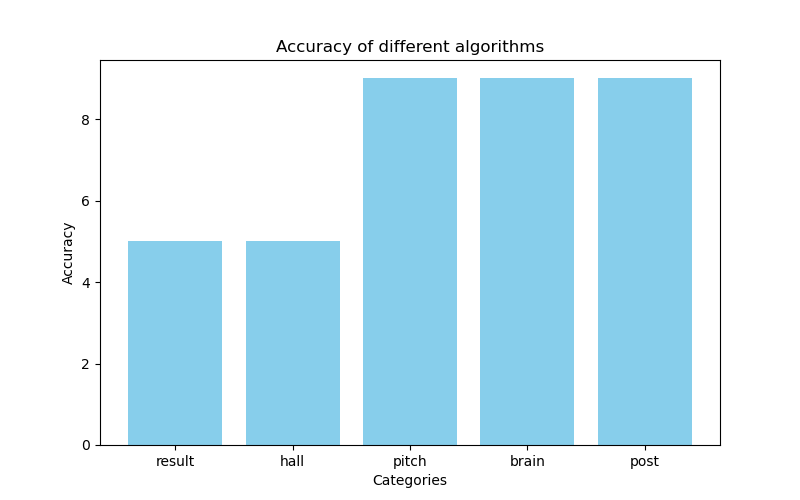 Accuracy of different algorithms
Accuracy
8
6
4
2
0
result hall pitch brain post
Categories